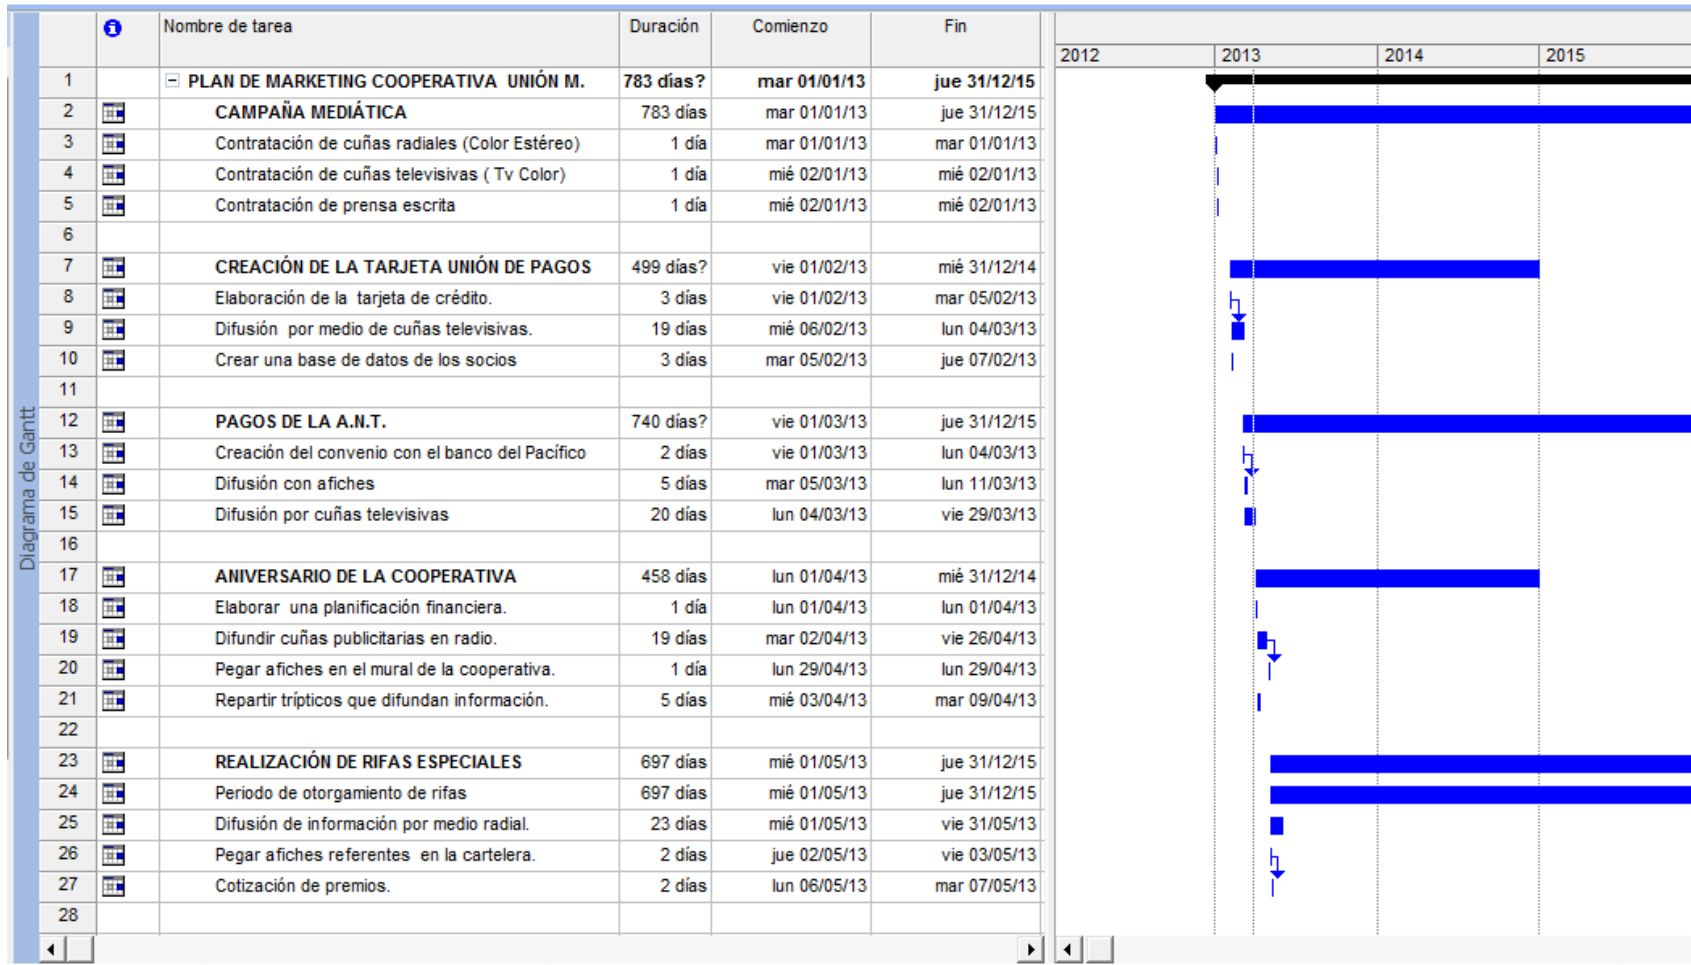 Nombre de tarea Duración Comienzo Fin
2012 2013 2014 2015
1 PLAN DE MARKETING COOPERATIVA UNIÓN M. 783 días? mar 01/01/13 jue 31/12/15
2 CAMPAÑA MEDIÁTICA 783 días mar 01/01/13 jue 31/12/15
3 Contratación de cuñas radiales (Color Estéreo) 1 día mar 01/01/13 mar 01/01/13
4 Contratación de cuñas televisivas ( Tv Color) 1 día mié 02/01/13 mié 02/01/13
5 Contratación de prensa escrita 1 día mié 02/01/13 mié 02/01/13
6
7 CREACIÓN DE LA TARJETA UNIÓN DE PAGOS 499 días? vie 01/02/13 mié 31/12/14
8 Elaboración de la tarjeta de crédito. 3 días vie 01/02/13 mar 05/02/13
9 Difusión por medio de cuñas televisivas. 19 días mié 06/02/13 lun 04/03/13
10 Crear una base de datos de los socios 3 días mar 05/02/13 jue 07/02/13
11
12 PAGOS DE LA A.N.T. 740 días? vie 01/03/13 jue 31/12/15
13 Creación del convenio con el banco del Pacífico 2 días vie 01/03/13 lun 04/03/13
14 Difusión con afiches 5 días mar 05/03/13 lun 11/03/13
15 Difusión por cuñas televisivas 20 días lun 04/03/13 vie 29/03/13
16
17 ANIVERSARIO DE LA COOPERATIVA 458 días lun 01/04/13 mié 31/12/14
18 Elaborar una planificación financiera. 1 día lun 01/04/13 lun 01/04/13
19 Difundir cuñas publicitarias en radio. 19 días mar 02/04/13 vie 26/04/13
20 Pegar afiches en el mural de la cooperativa. 1 día lun 29/04/13 lun 29/04/13
21 Repartir trípticos que difundan información. 5 días mié 03/04/13 mar 09/04/13
22
23 REALIZACIÓN DE RIFAS ESPECIALES 697 días mié 01/05/13 jue 31/12/15
24 Periodo de otorgamiento de rifas 697 días mié 01/05/13 jue 31/12/15
25 Difusión de información por medio radial. 23 días mié 01/05/13 vie 31/05/13
26 Pegar afiches referentes en la cartelera. 2 días jue 02/05/13 vie 03/05/13
27 Cotización de premios. 2 días lun 06/05/13 mar 07/05/13
28
Diagrama de Gantt